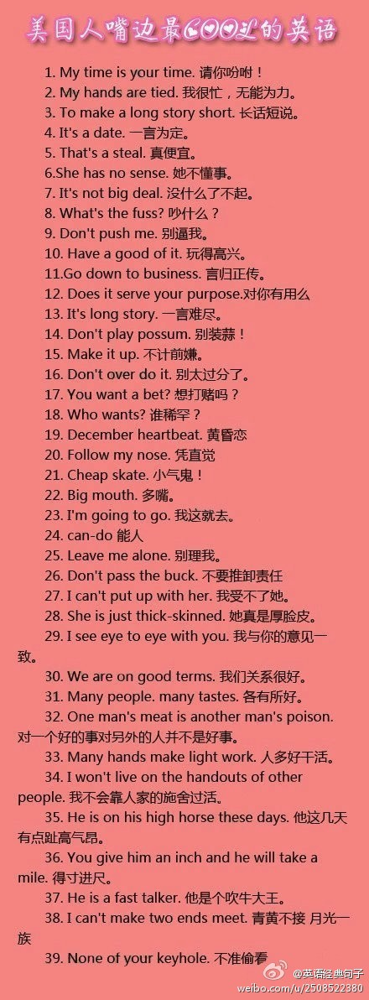 美国人嘴边最COOL的英语
1. My time is your time. 请你吩咐！
2. My hands are tied. 我很忙，无能为力。
3. To make a long story short. 长话短说。
4. It's a date. 一言为定。
5. That's a steal. 真便宜。
6.She has no sense. 她不懂事。
7. It's not big deal. 没什么了不起。
8. What's the fuss? 吵什么？
9. Don't push me. 别逼我。
10. Have a good of it. 玩得高兴。
11.Go down to business. 言归正传。
12. Does it serve your purpose.对你有用么
13. It's long story. 一言难尽。
14. Don't play possum. 别装蒜！
15. Make it up. 不计前嫌。
16. Don't over do it. 别太过分了。
17. You want a bet? 想打赌吗？
18. Who wants? 谁稀罕？
19. December heartbeat. 黄昏恋
20. Follow my nose. 凭直觉
21. Cheap skate. 小气鬼！
22. Big mouth. 多嘴。
23. I'm going to go. 我这就去。
24. can-do 能人
25. Leave me alone. 别理我。
26. Don't pass the buck. 不要推卸责任
27. I can't put up with her. 我受不了她。
28. She is just thick-skinned. 她真是厚脸皮。
29. I see eye to eye with you. 我与你的意见一
致。
30. We are on good terms. 我们关系很好。
31. Many people. many tastes. 各有所好。
32. One man's meat is another man's poison.
对一个好的事对另外的人并不是好事。
33. Many hands make light work. 人多好干活。
34. I won't live on the handouts of other
people. 我不会靠人家的施舍过活。
35. He is on his high horse these days. 他这几天
有点趾高气昂。
36. You give him an inch and he will take a
mile. 得寸进尺。
37. He is a fast talker. 他是个吹牛大王。
38. I can't make two ends meet. 青黄不接 月光一
族
39. None of your keyhole. 不准偷看
@英语经典句子
weibo.com/u/2508522380